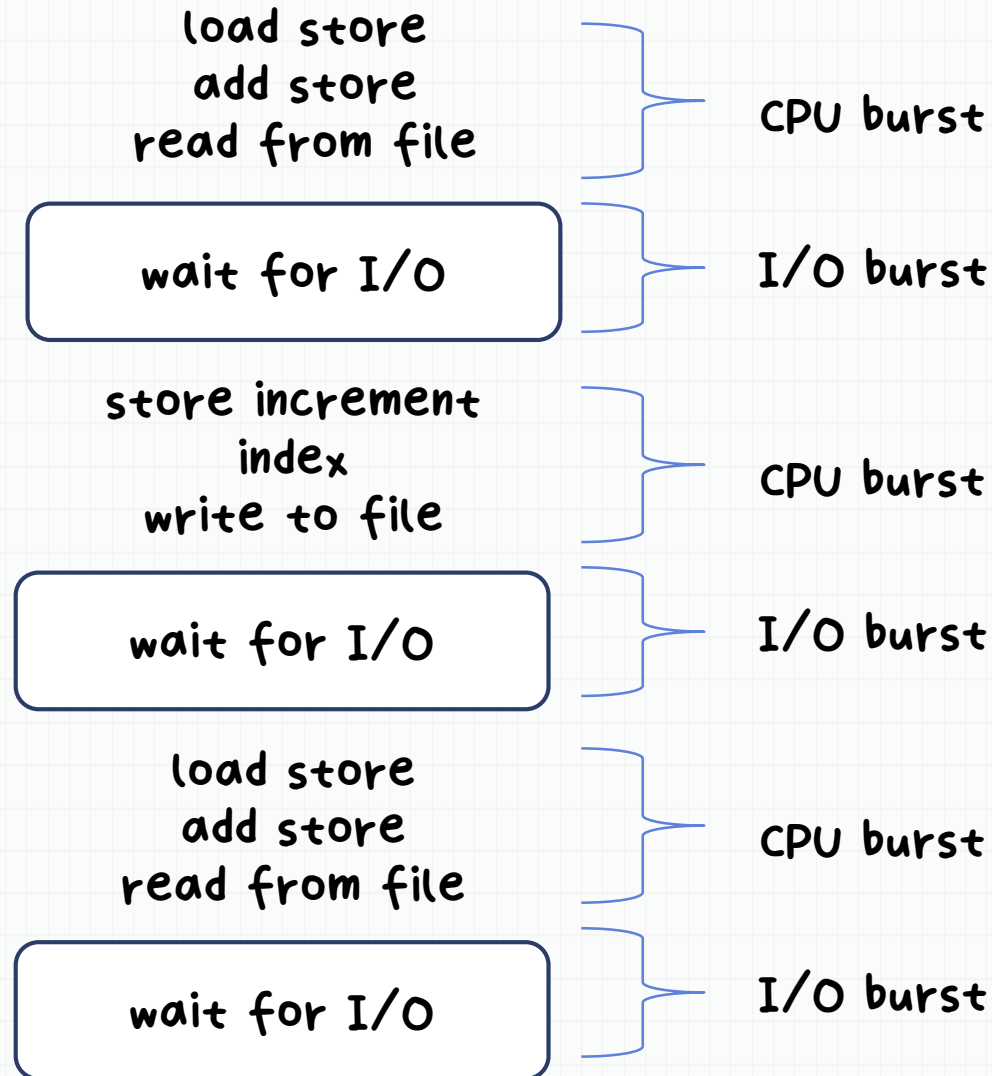 load store
add store
read from file
CPU burst
wait for I/O
I/O burst
store increment
index
write to file
CPU burst
wait for I/O
I/O burst
load store
add store
read from file
CPU burst
wait for I/O
I/O burst